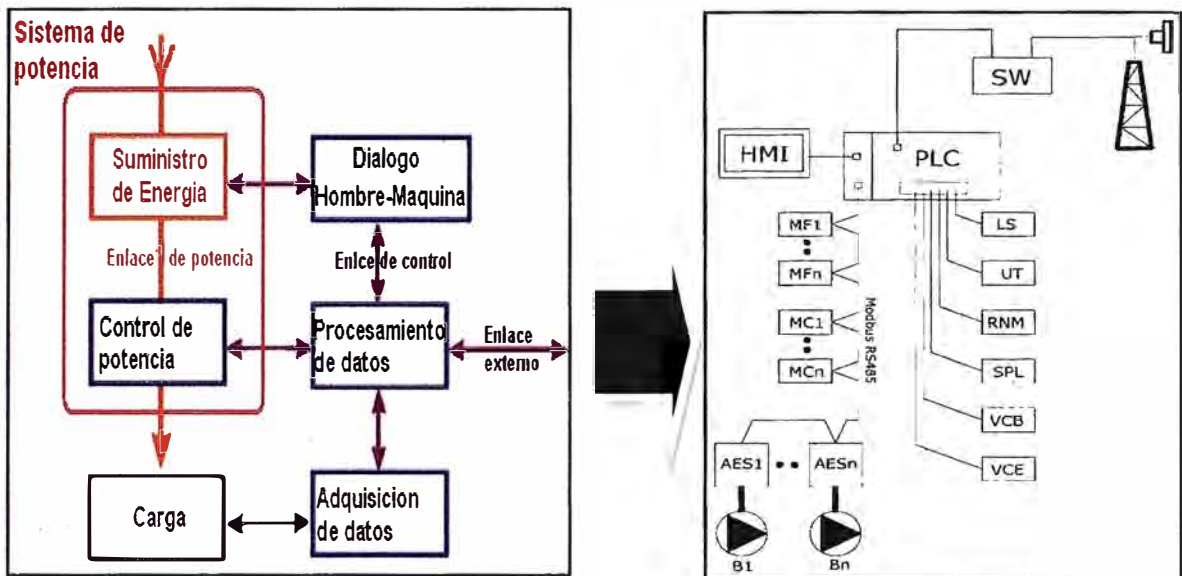 Sistema de
potencia
Suministro
de Energia
Dialogo
Hombre-Maquina
Enlace de potencia
Enlce de control
Control de
potencia
Procesamiento
de datos
Enlace
externo
Carga
Adquisicion
de datos
SW
HMI
PLC
MF1
MFn
MC1
MCn
Modbus RS485
LS
UT
RNM
SPL
VCB
VCE
AES1
AESn
B1
Bn